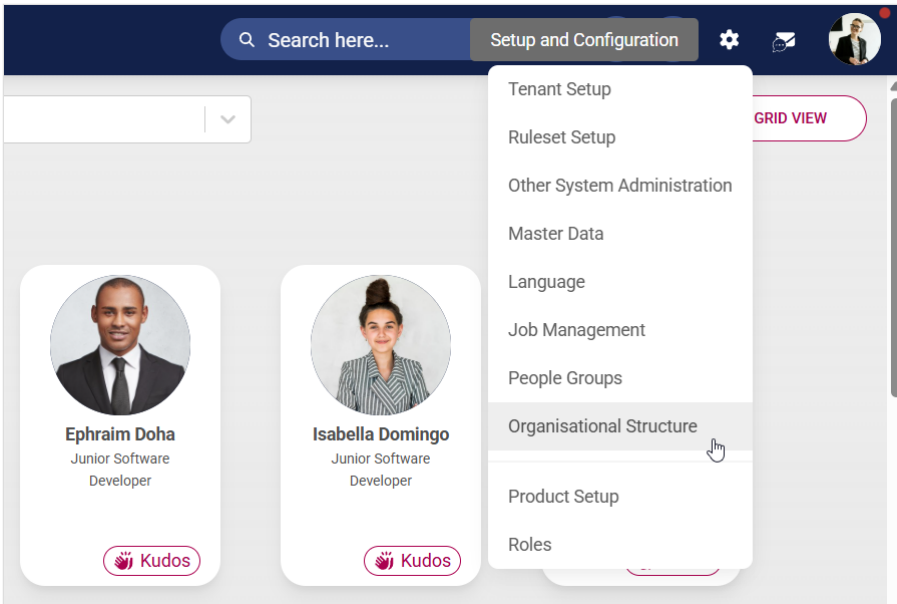 Search here...
Setup and Configuration
Tenant Setup
GRID VIEW
Ruleset Setup
Other System Administration
Master Data
Language
Job Management
People Groups
Organisational Structure
Product Setup
Roles
Ephraim Doha
Junior Software
Developer
Kudos
Isabella Domingo
Junior Software
Developer
Kudos